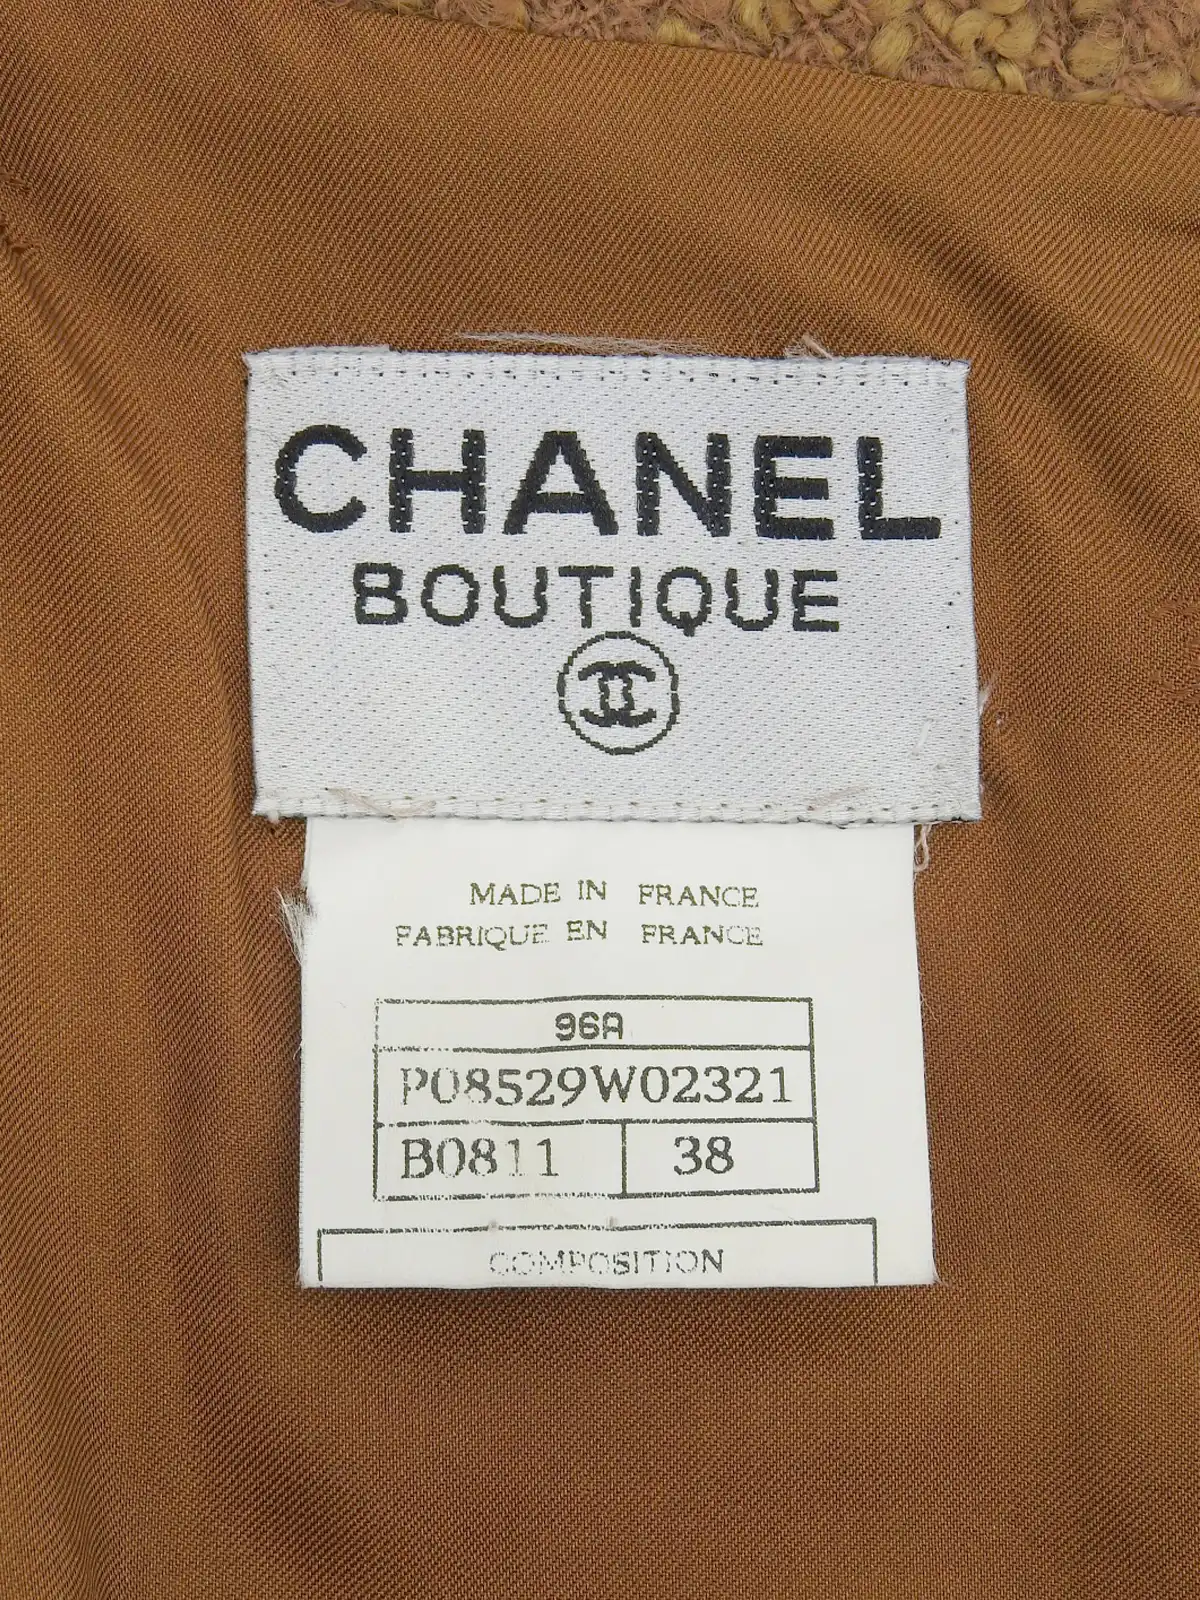 CHANEL
BOUTIQUE
MADE IN FRANCE
FABRIQUE EN FRANCE
96A
P08529W02321
B0811 38
COMPOSITION